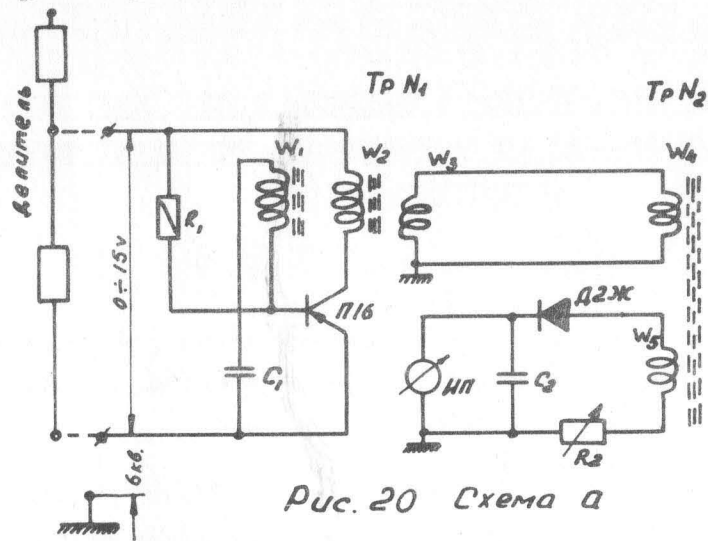 Тр N1
Тр N2
делитель
W1
W2
W3
W4
R1
0÷15v
П16
Д2Ж
W5
C1
ИП
C2
R2
6кв.
Рис. 20 Схема а